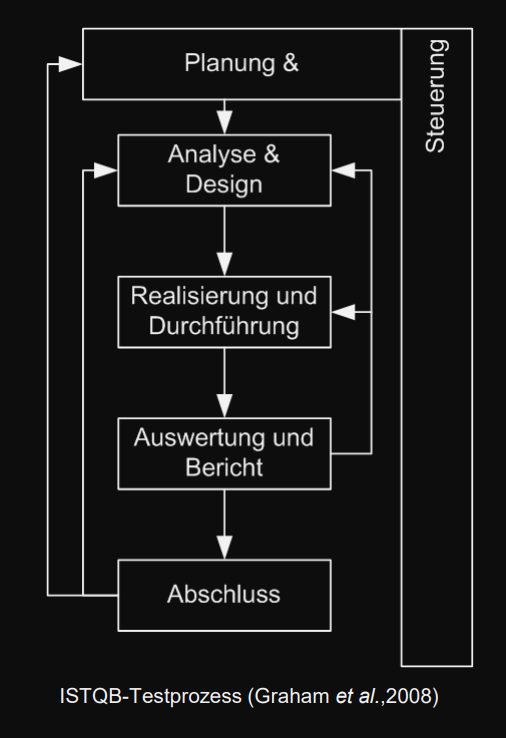 Planung &
Steuerung
Analyse &
Design
Realisierung und
Durchführung
Auswertung und
Bericht
Abschluss
ISTQB-Testprozess (Graham et al.,2008)